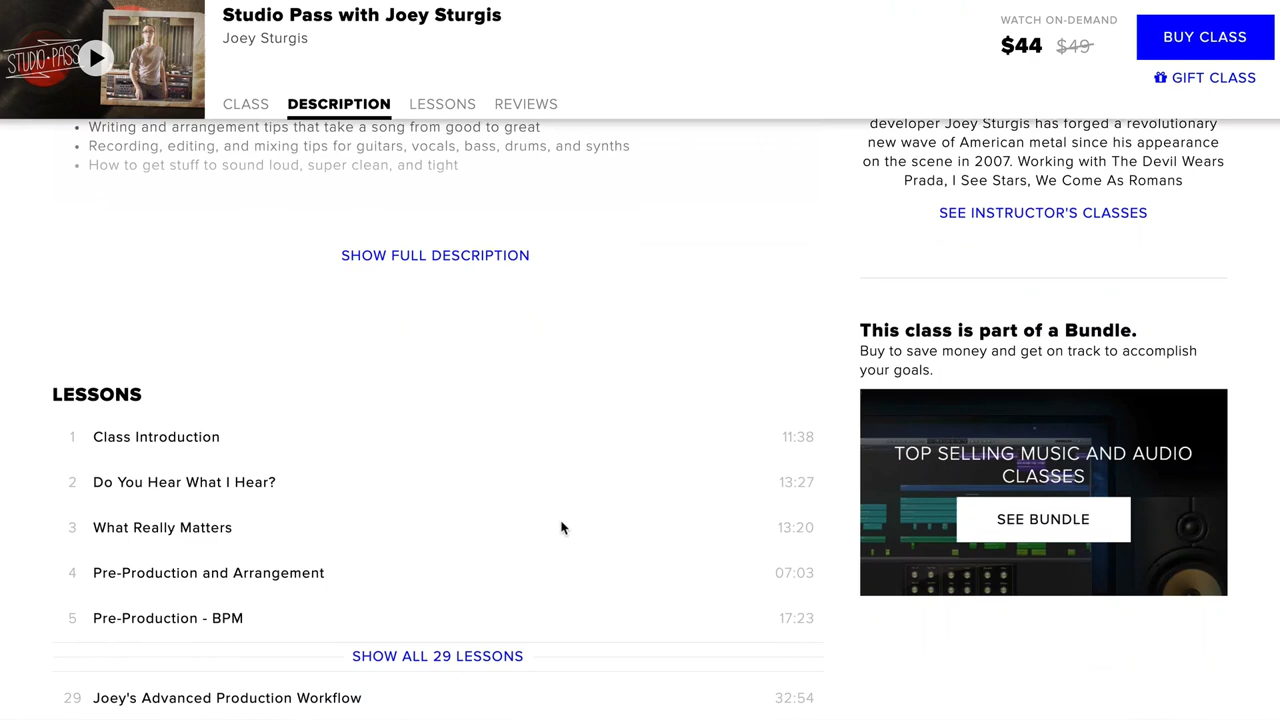 STUDIO PASS
Studio Pass with Joey Sturgis
Joey Sturgis
CLASS DESCRIPTION LESSONS REVIEWS
WATCH ON-DEMAND
$44 $49
BUY CLASS
GIFT CLASS
Writing and arrangement tips that take a song from good to great
Recording, editing, and mixing tips for guitars, vocals, bass, drums, and synths
How to get stuff to sound loud, super clean, and tight
SHOW FULL DESCRIPTION
LESSONS
1 Class Introduction 11:38
2 Do You Hear What I Hear? 13:27
3 What Really Matters 13:20
4 Pre-Production and Arrangement 07:03
5 Pre-Production - BPM 17:23
SHOW ALL 29 LESSONS
29 Joey's Advanced Production Workflow 32:54
developer Joey Sturgis has forged a revolutionary
new wave of American metal since his appearance
on the scene in 2007. Working with The Devil Wears
Prada, I See Stars, We Come As Romans
SEE INSTRUCTOR'S CLASSES
This class is part of a Bundle.
Buy to save money and get on track to accomplish
your goals.
TOP SELLING MUSIC AND AUDIO
CLASSES
SEE BUNDLE